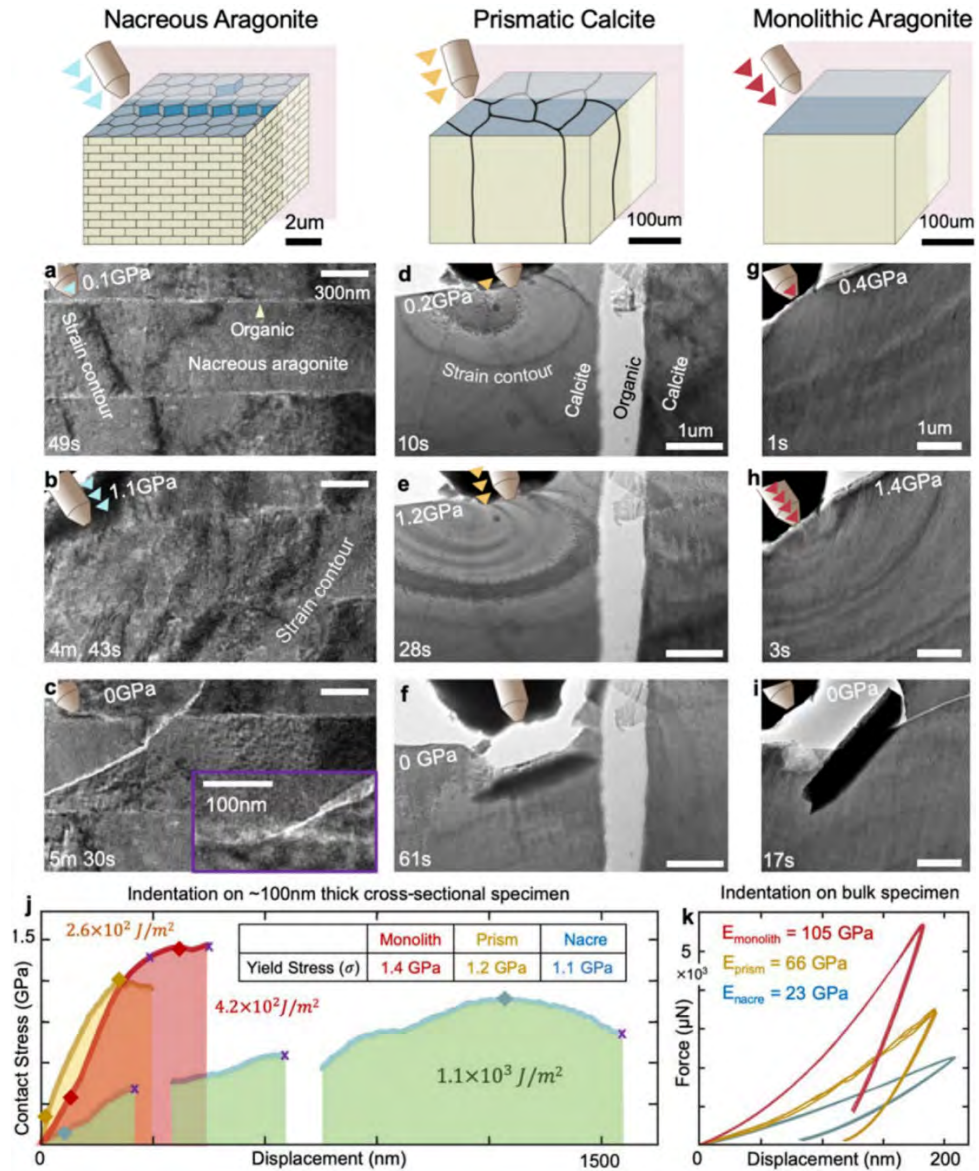 Nacreous Aragonite
Prismatic Calcite
Monolithic Aragonite
2um
100um
100um
a
0.1GPa
300nm
Strain contour
Organic
Nacreous aragonite
49s
d
0.2GPa
Strain contour
Calcite
Organic
Calcite
10s
1um
g
0.4GPa
1s
1um
b
1.1GPa
Strain contour
4m 43s
e
1.2GPa
28s
h
1.4GPa
3s
c
0GPa
100nm
5m 30s
f
0 GPa
61s
i
0GPa
17s
j
Indentation on ~100nm thick cross-sectional specimen
1.5
2.6×10² J/m²
Monolith Prism Nacre
Yield Stress (σ) 1.4 GPa 1.2 GPa 1.1 GPa
4.2×10² J/m²
1.1×10³ J/m²
Contact Stress (GPa)
0
1500
Displacement (nm)
Indentation on bulk specimen
k
E monolith = 105 GPa
E prism = 66 GPa
E nacre = 23 GPa
5
×10³
Force (μN)
0
200
Displacement (nm)